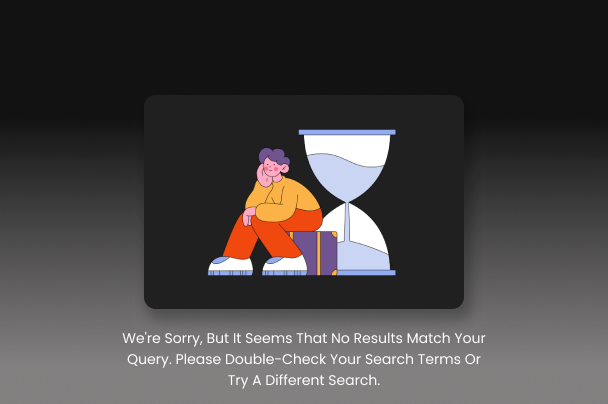 We're Sorry, But It Seems That No Results Match Your
Query. Please Double-Check Your Search Terms Or
Try A Different Search.